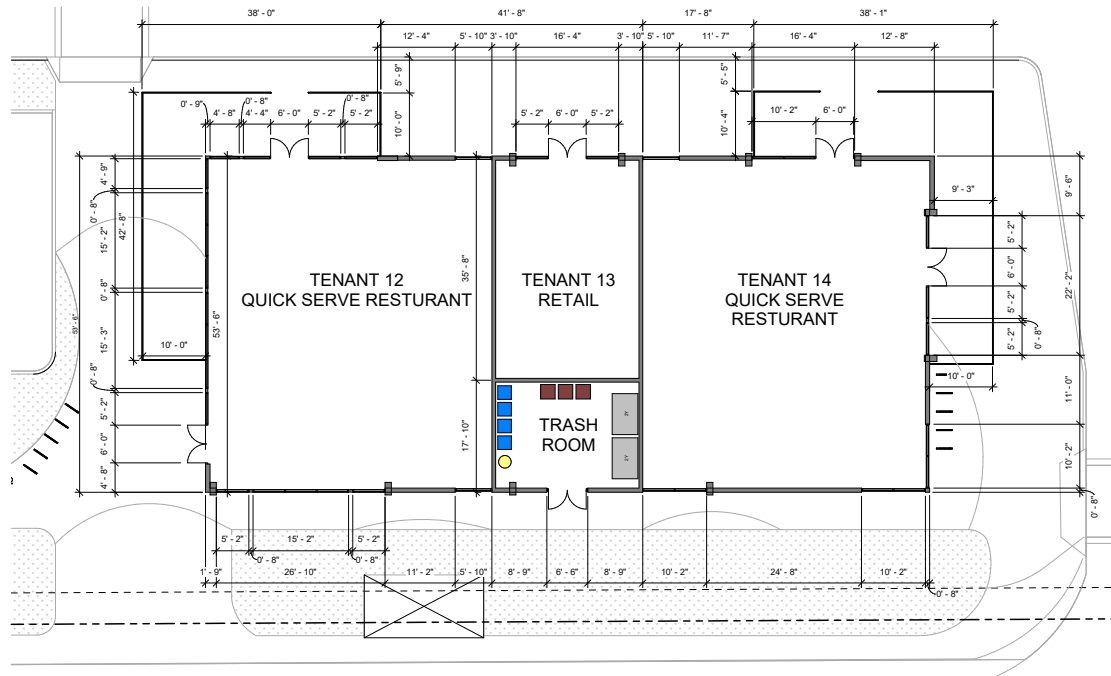 38' - 0"
41' - 8"
17' - 8"
38' - 1"
12' - 4"
5' - 10"
3' - 10"
16' - 4"
3' - 10"
5' - 10"
11' - 7"
16' - 4"
12' - 8"
5' - 9"
5' - 5"
0' - 9"
0' - 8"
0' - 8"
4' - 8"
4' - 4"
6' - 0"
5' - 2"
5' - 2"
10' - 0"
5' - 2"
6' - 0"
5' - 2"
10' - 4"
10' - 2"
6' - 0"
4' - 9"
0' - 8"
42' - 8"
15' - 2"
0' - 8"
53' - 6"
15' - 3"
10' - 0"
0' - 8"
5' - 2"
6' - 0"
4' - 8"
53' - 6"
35' - 8"
17' - 10"
TENANT 12
QUICK SERVE RESTURANT
TENANT 13
RETAIL
TENANT 14
QUICK SERVE
RESTURANT
TRASH
ROOM
2Y
2Y
9' - 3"
9' - 6"
5' - 2"
6' - 0"
22' - 2"
5' - 2"
5' - 2"
0' - 8"
10' - 0"
11' - 0"
10' - 2"
0' - 8"
5' - 2"
15' - 2"
5' - 2"
0' - 8"
0' - 8"
1' - 9"
26' - 10"
11' - 2"
5' - 10"
8' - 9"
6' - 6"
8' - 9"
10' - 2"
24' - 8"
10' - 2"
0' - 8"